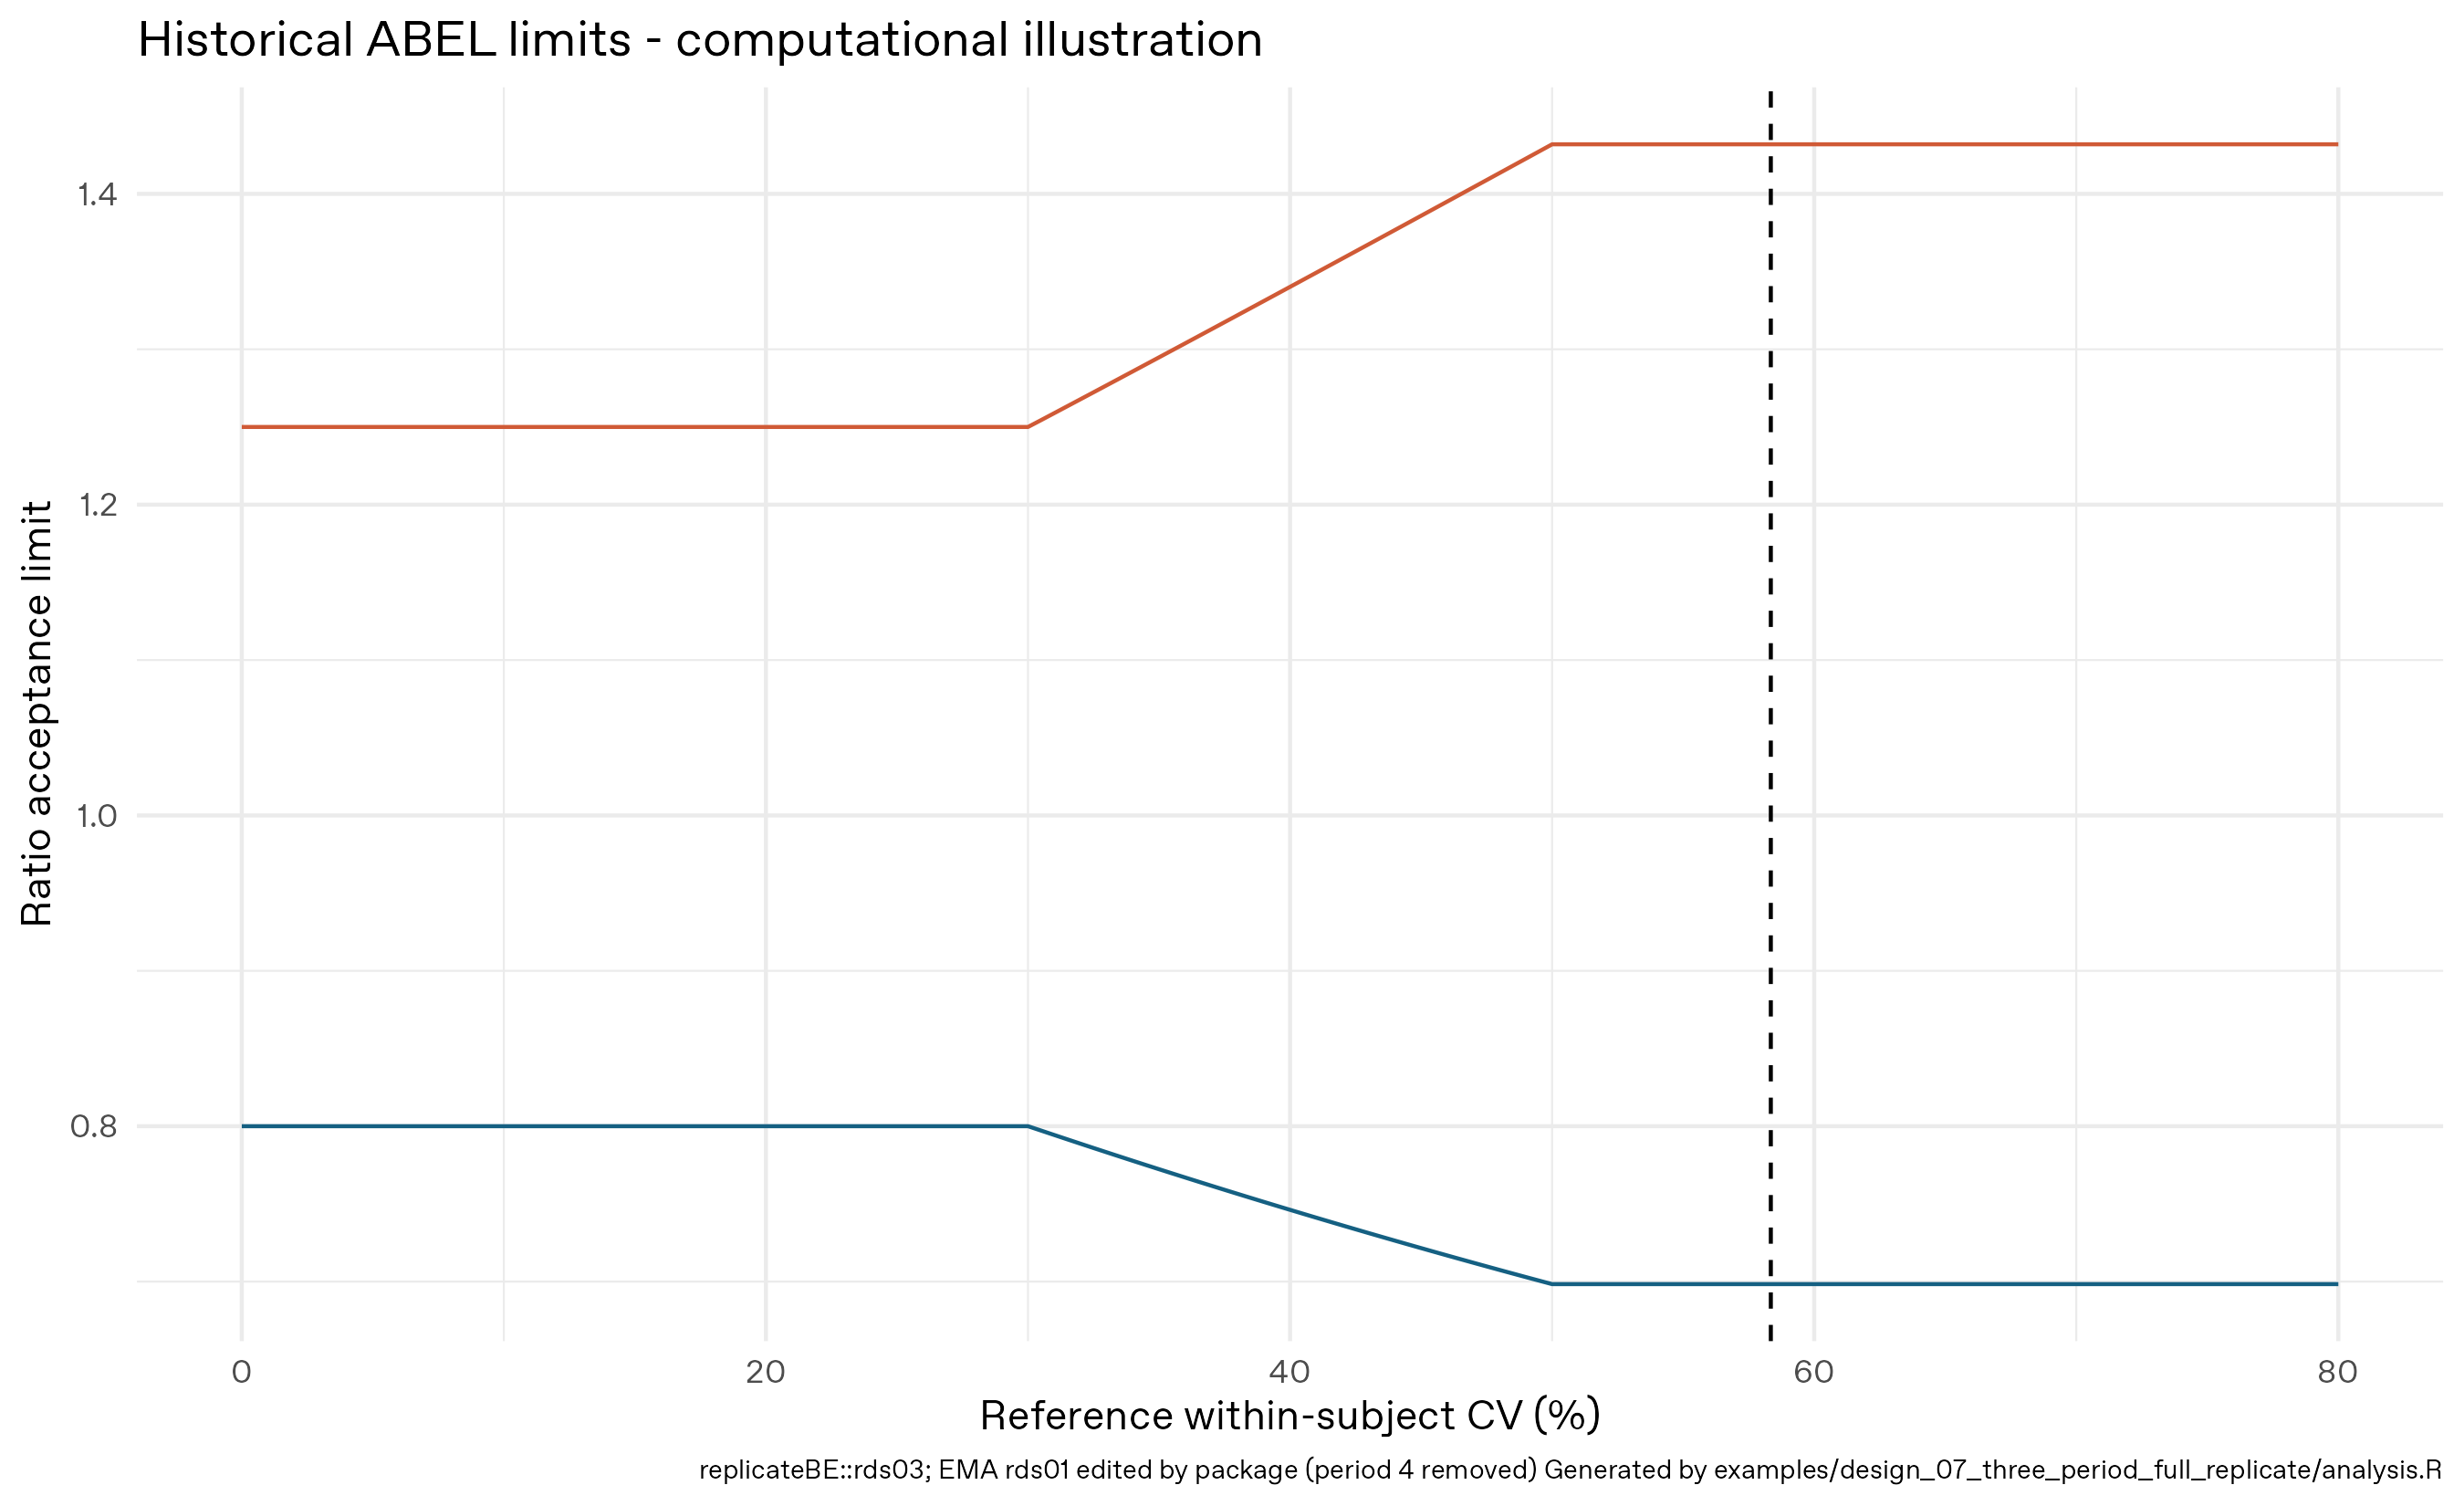 Historical ABEL limits - computational illustration
Ratio acceptance limit
1.4
1.2
1.0
0.8
0
20
40
60
80
Reference within-subject CV (%)
replicateBE::rds03; EMA rds01 edited by package (period 4 removed) Generated by examples/design_07_three_period_full_replicate/analysis.R